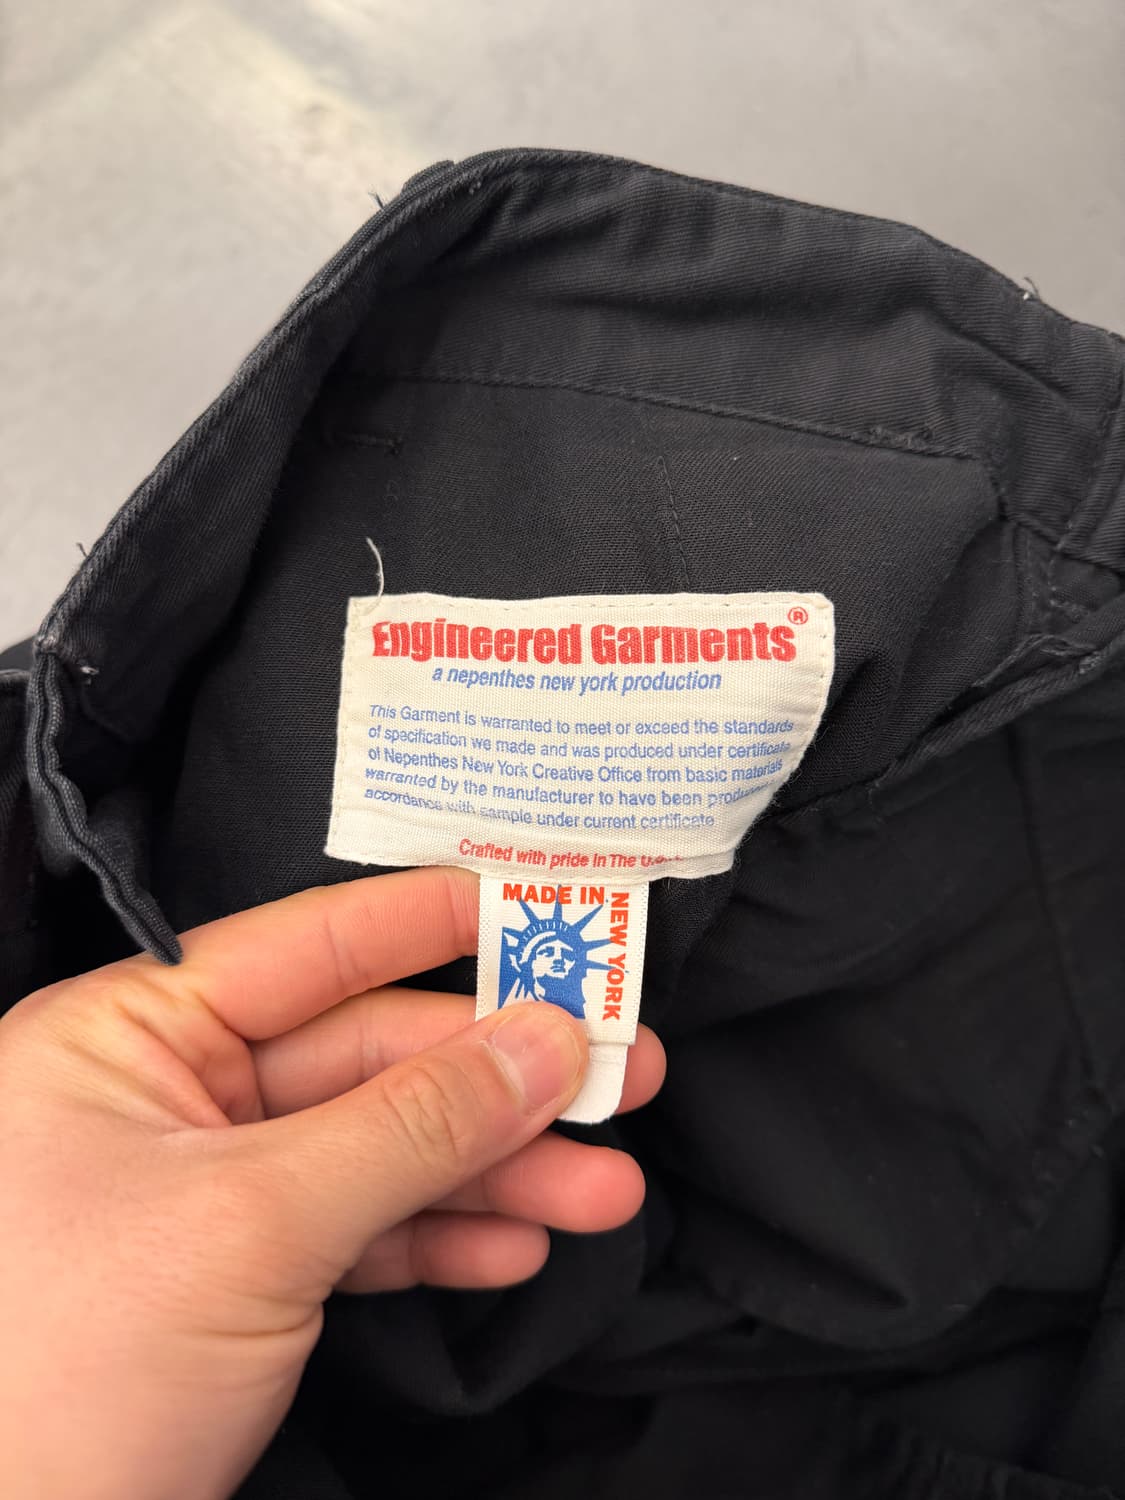 Engineered Garments®
a nepenthes new york production
This Garment is warranted to meet or exceed the standards
of specification we made and was produced under certificate
of Nepenthes New York Creative Office from basic materials
warranted by the manufacturer to have been
accordance with sample under current certificate
Crafted with pride in The
MADE IN
NEW YORK